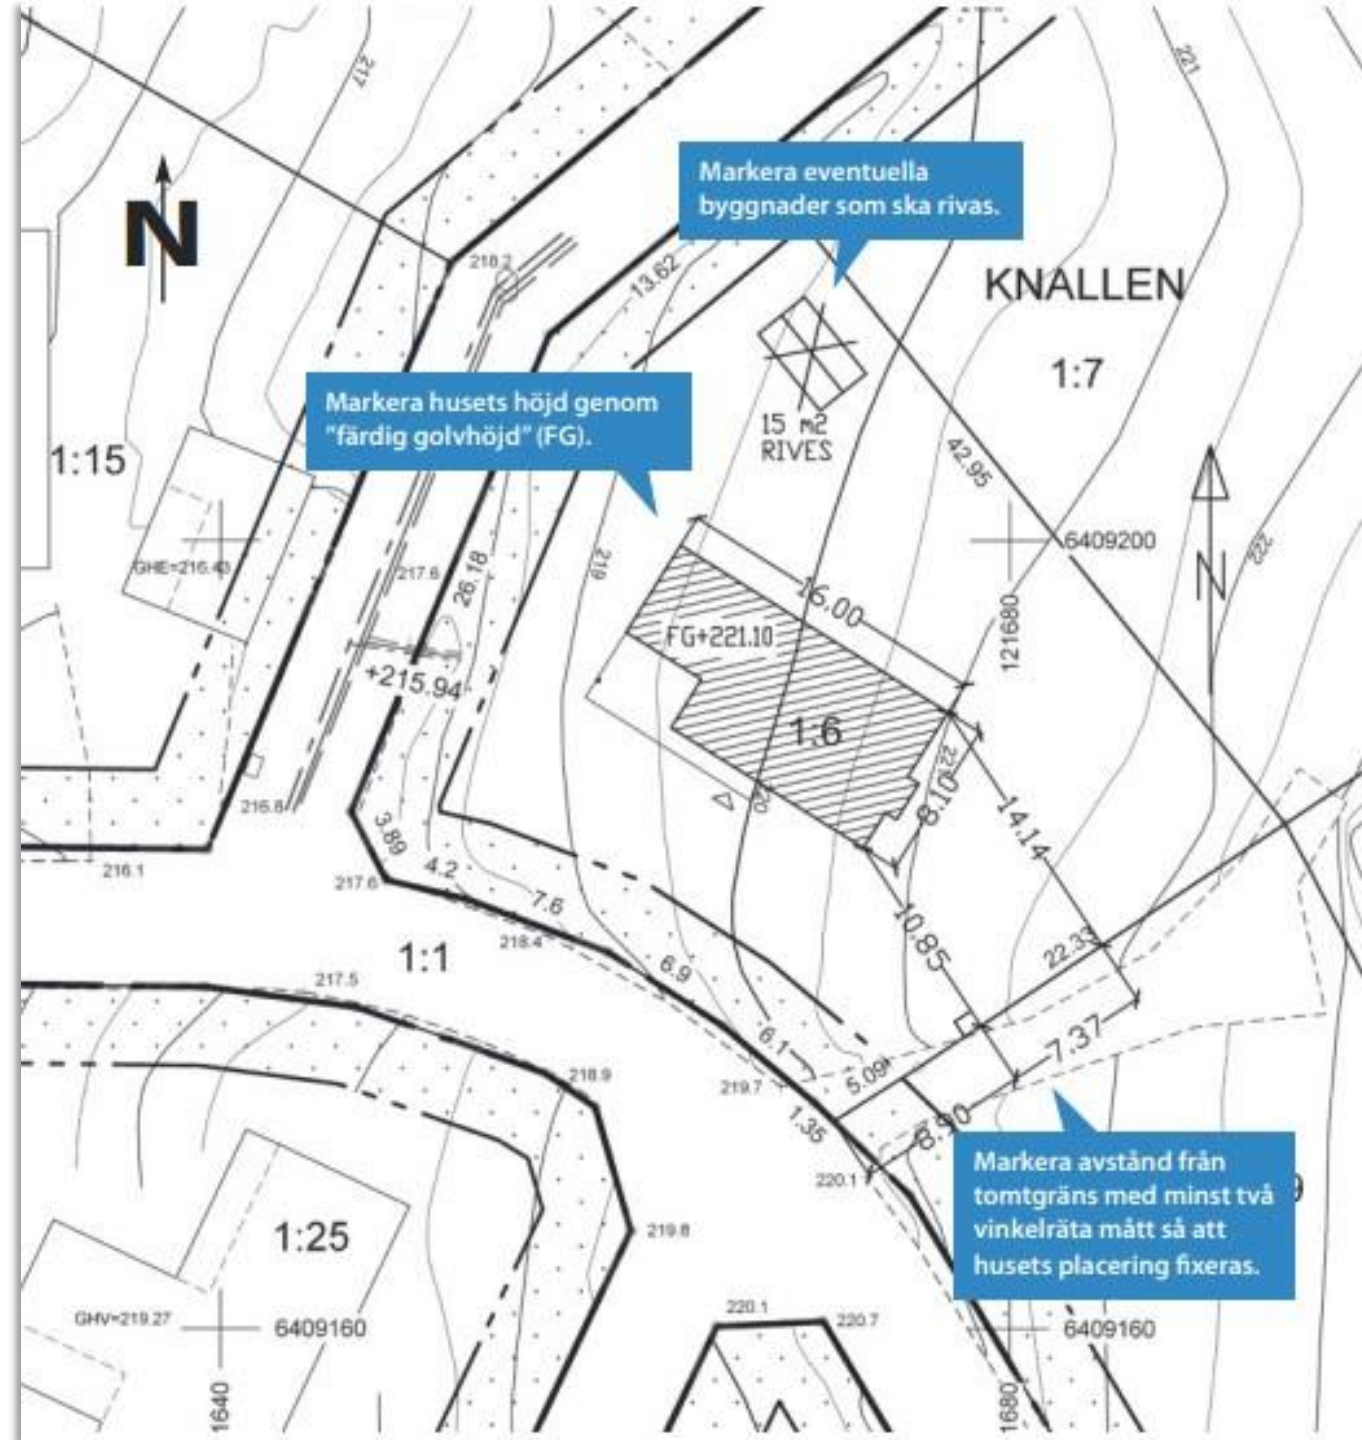 217
221
Markera eventuella
byggnader som ska rivas.
N
218.2
13.62
KNALLEN
1:7
Markera husets höjd genom
"färdig golvhöjd" (FG).
15 m2
RIVES
1:15
42.95
6409200
GHE=216.43
217.6
26.18
219
16.00
222
N
121680
FG+221.10
+215.94
1:6
8.10
14.14
216.8
3.89
216.1
217.6
4.2
7.6
218.4
10.85
22.33
1:1
6.9
217.5
6.1
7.37
218.9
219.7
5.09
1.35
8.90
220.1
Markera avstånd från
tomtgräns med minst två
vinkelräta mått så att
husets placering fixeras.
9
1:25
219.8
GHV=219.27
6409160
220.1
220.7
6409160
1640
1680